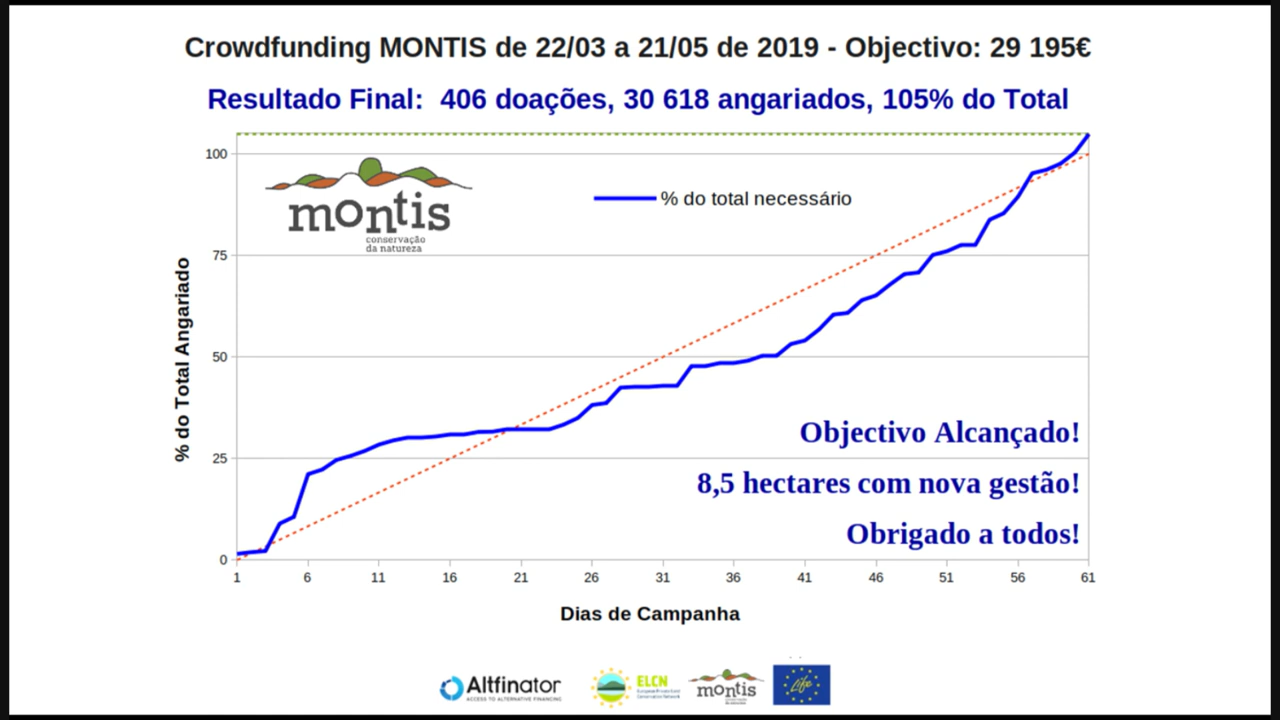 Crowdfunding MONTIS de 22/03 a 21/05 de 2019 - Objectivo: 29 195€
Resultado Final: 406 doações, 30 618 angariados, 105% do Total
% do Total Angariado
100
75
50
25
0
montis
conservação
da natureza
% do total necessário
Objectivo Alcançado!
8,5 hectares com nova gestão!
Obrigado a todos!
1 6 11 16 21 26 31 36 41 46 51 56 61
Dias de Campanha
Altfinator
ACCESS TO ALTERNATIVE FINANCING
ELCN
montis
Life